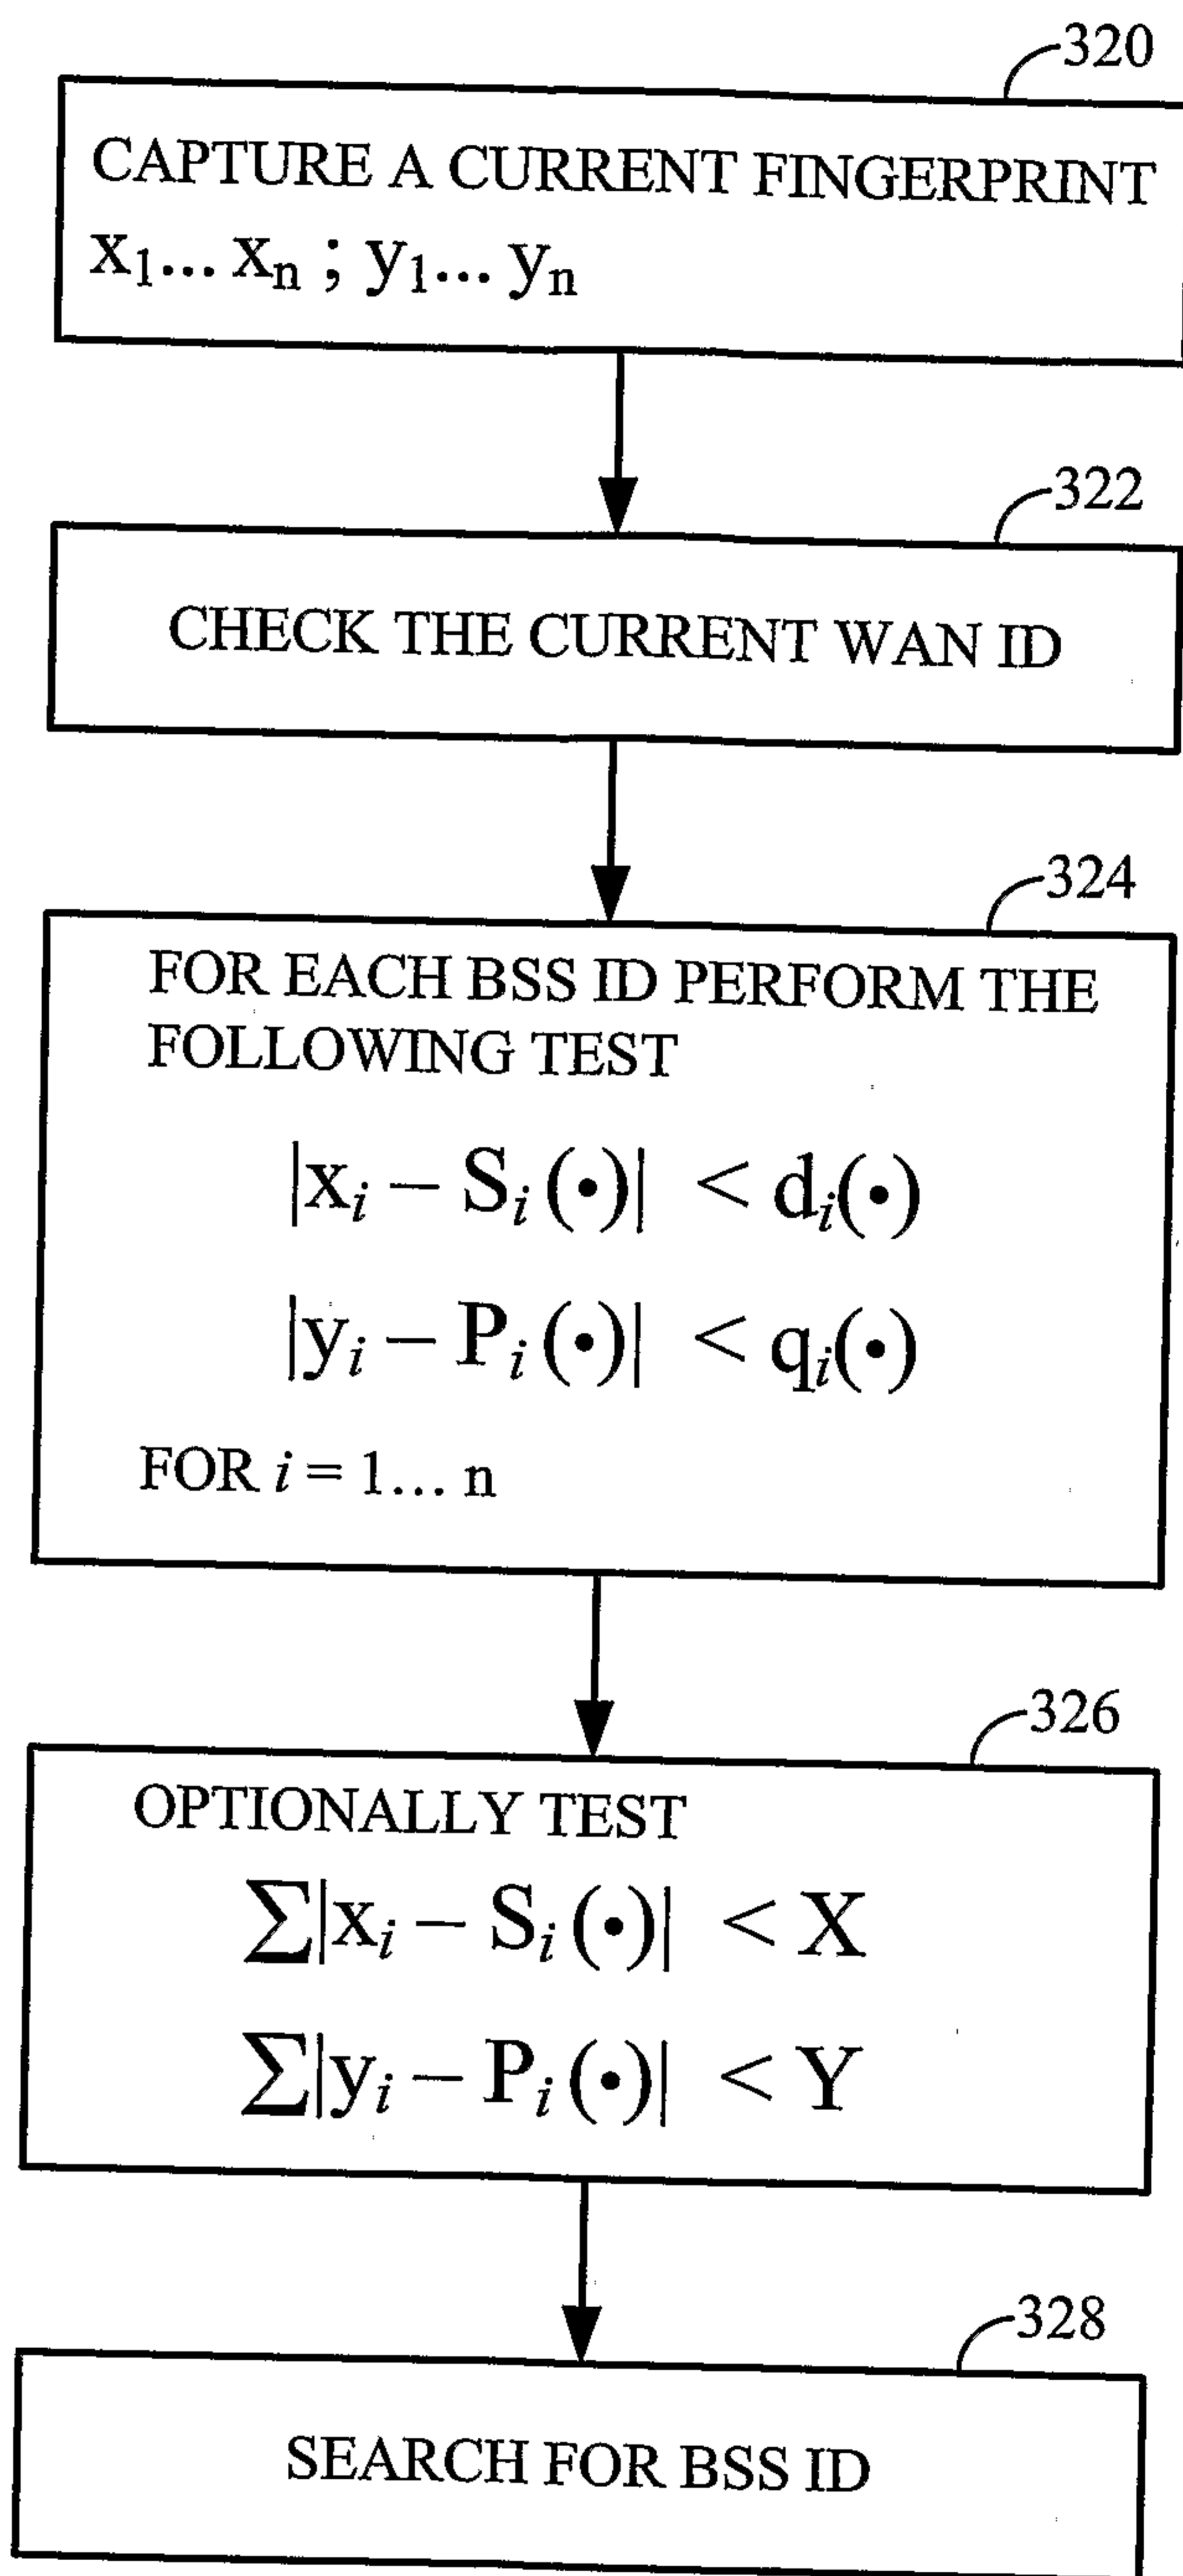 320
CAPTURE A CURRENT FINGERPRINT
x₁... xₙ ; y₁... yₙ
322
CHECK THE CURRENT WAN ID
324
FOR EACH BSS ID PERFORM THE
FOLLOWING TEST
|xᵢ – Sᵢ (•)| < dᵢ(•)
|yᵢ – Pᵢ (•)| < qᵢ(•)
FOR i = 1... n
326
OPTIONALLY TEST
∑|xᵢ – Sᵢ (•)| < X
∑|yᵢ – Pᵢ (•)| < Y
328
SEARCH FOR BSS ID